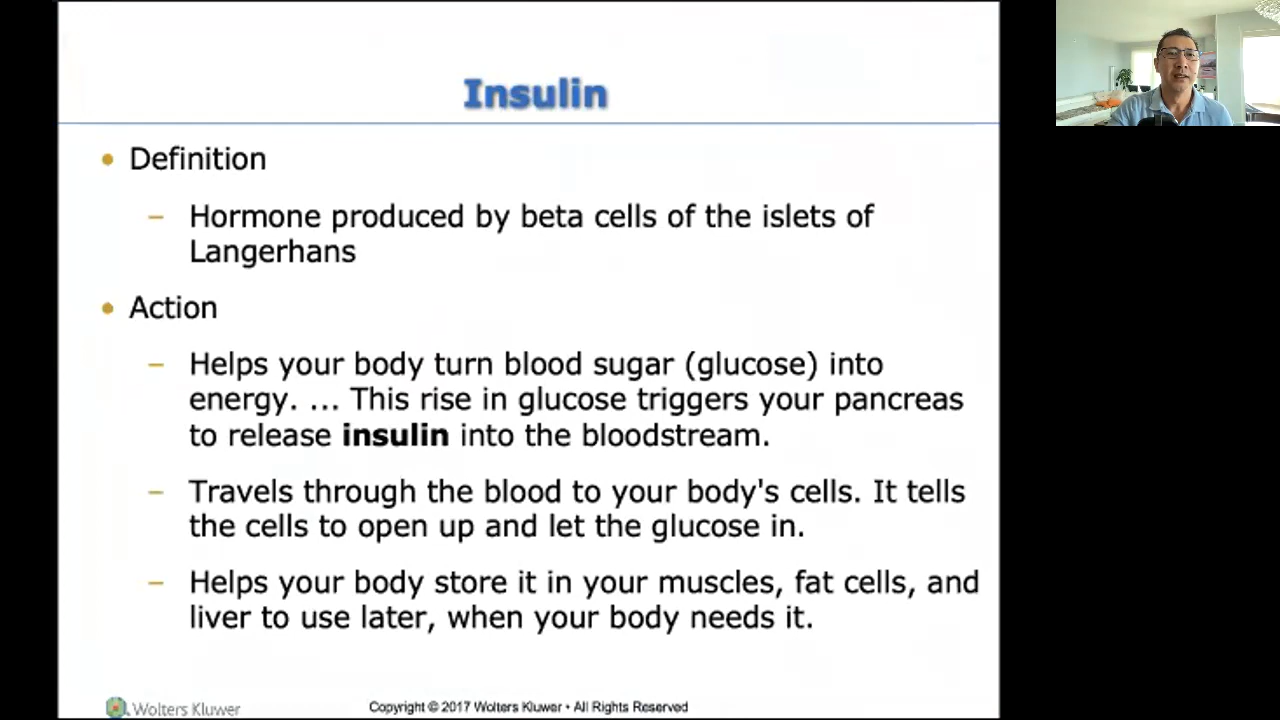 Insulin
• Definition
– Hormone produced by beta cells of the islets of
Langerhans
• Action
– Helps your body turn blood sugar (glucose) into
energy. ... This rise in glucose triggers your pancreas
to release insulin into the bloodstream.
– Travels through the blood to your body's cells. It tells
the cells to open up and let the glucose in.
– Helps your body store it in your muscles, fat cells, and
liver to use later, when your body needs it.
Wolters Kluwer
Copyright © 2017 Wolters Kluwer • All Rights Reserved